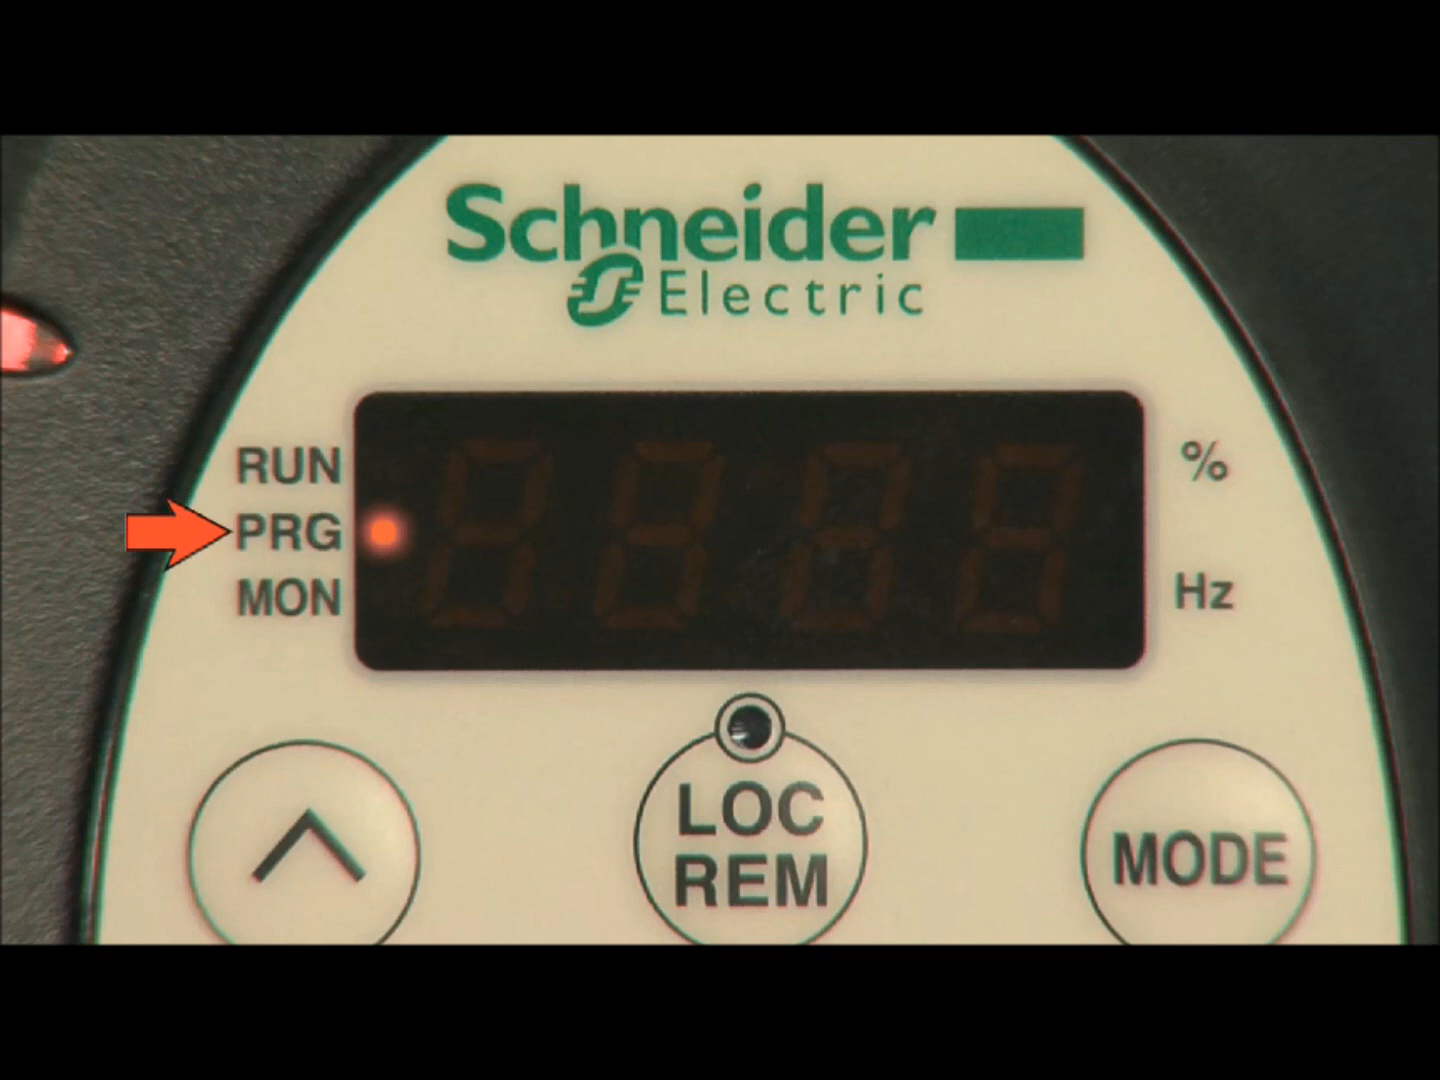 Schneider
Electric
RUN
PRG
MON
%
Hz
LOC
REM
MODE